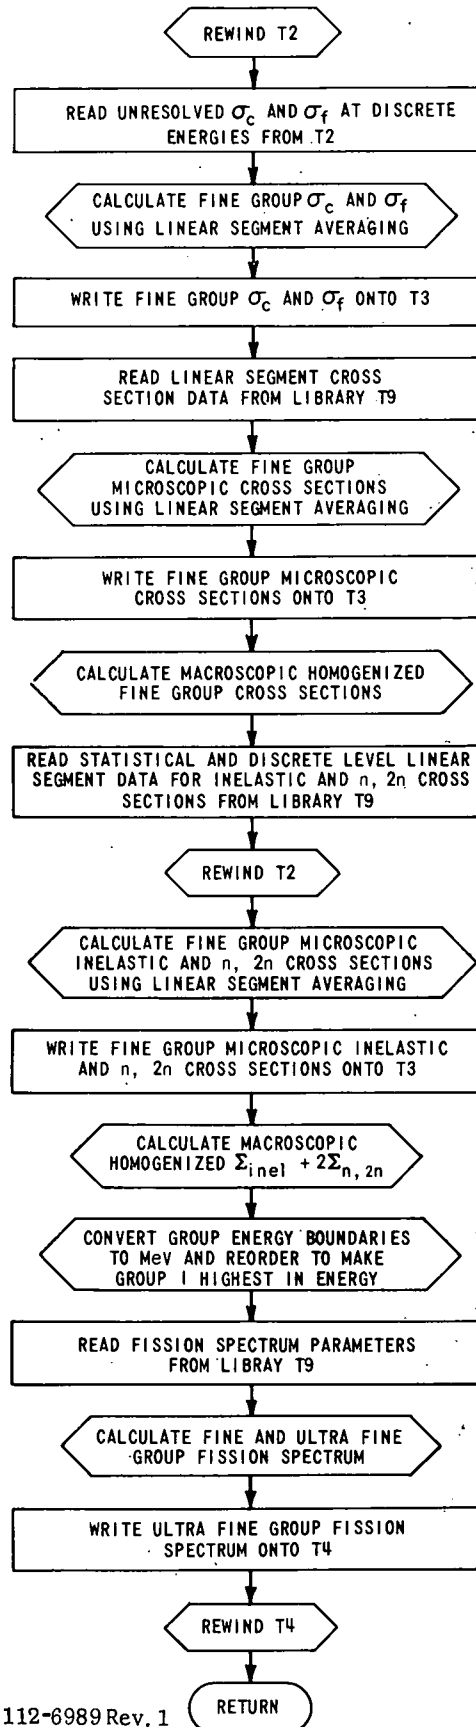 REWIND T2
READ UNRESOLVED σc AND σf AT DISCRETE
ENERGIES FROM T2
CALCULATE FINE GROUP σc AND σf
USING LINEAR SEGMENT AVERAGING
WRITE FINE GROUP σc AND σf ONTO T3
READ LINEAR SEGMENT CROSS
SECTION DATA FROM LIBRARY T9
CALCULATE FINE GROUP
MICROSCOPIC CROSS SECTIONS
USING LINEAR SEGMENT AVERAGING
WRITE FINE GROUP MICROSCOPIC
CROSS SECTIONS ONTO T3
CALCULATE MACROSCOPIC HOMOGENIZED
FINE GROUP CROSS SECTIONS
READ STATISTICAL AND DISCRETE LEVEL LINEAR
SEGMENT DATA FOR INELASTIC AND n, 2n CROSS
SECTIONS FROM LIBRARY T9
REWIND T2
CALCULATE FINE GROUP MICROSCOPIC
INELASTIC AND n, 2n CROSS SECTIONS
USING LINEAR SEGMENT AVERAGING
WRITE FINE GROUP MICROSCOPIC INELASTIC
AND n, 2n CROSS SECTIONS ONTO T3
CALCULATE MACROSCOPIC
HOMOGENIZED Σinel + 2Σn, 2n
CONVERT GROUP ENERGY BOUNDARIES
TO MeV AND REORDER TO MAKE
GROUP I HIGHEST IN ENERGY
READ FISSION SPECTRUM PARAMETERS
FROM LIBRAY T9
CALCULATE FINE AND ULTRA FINE
GROUP FISSION SPECTRUM
WRITE ULTRA FINE GROUP FISSION
SPECTRUM ONTO T4
REWIND T4
RETURN
112-6989 Rev. 1